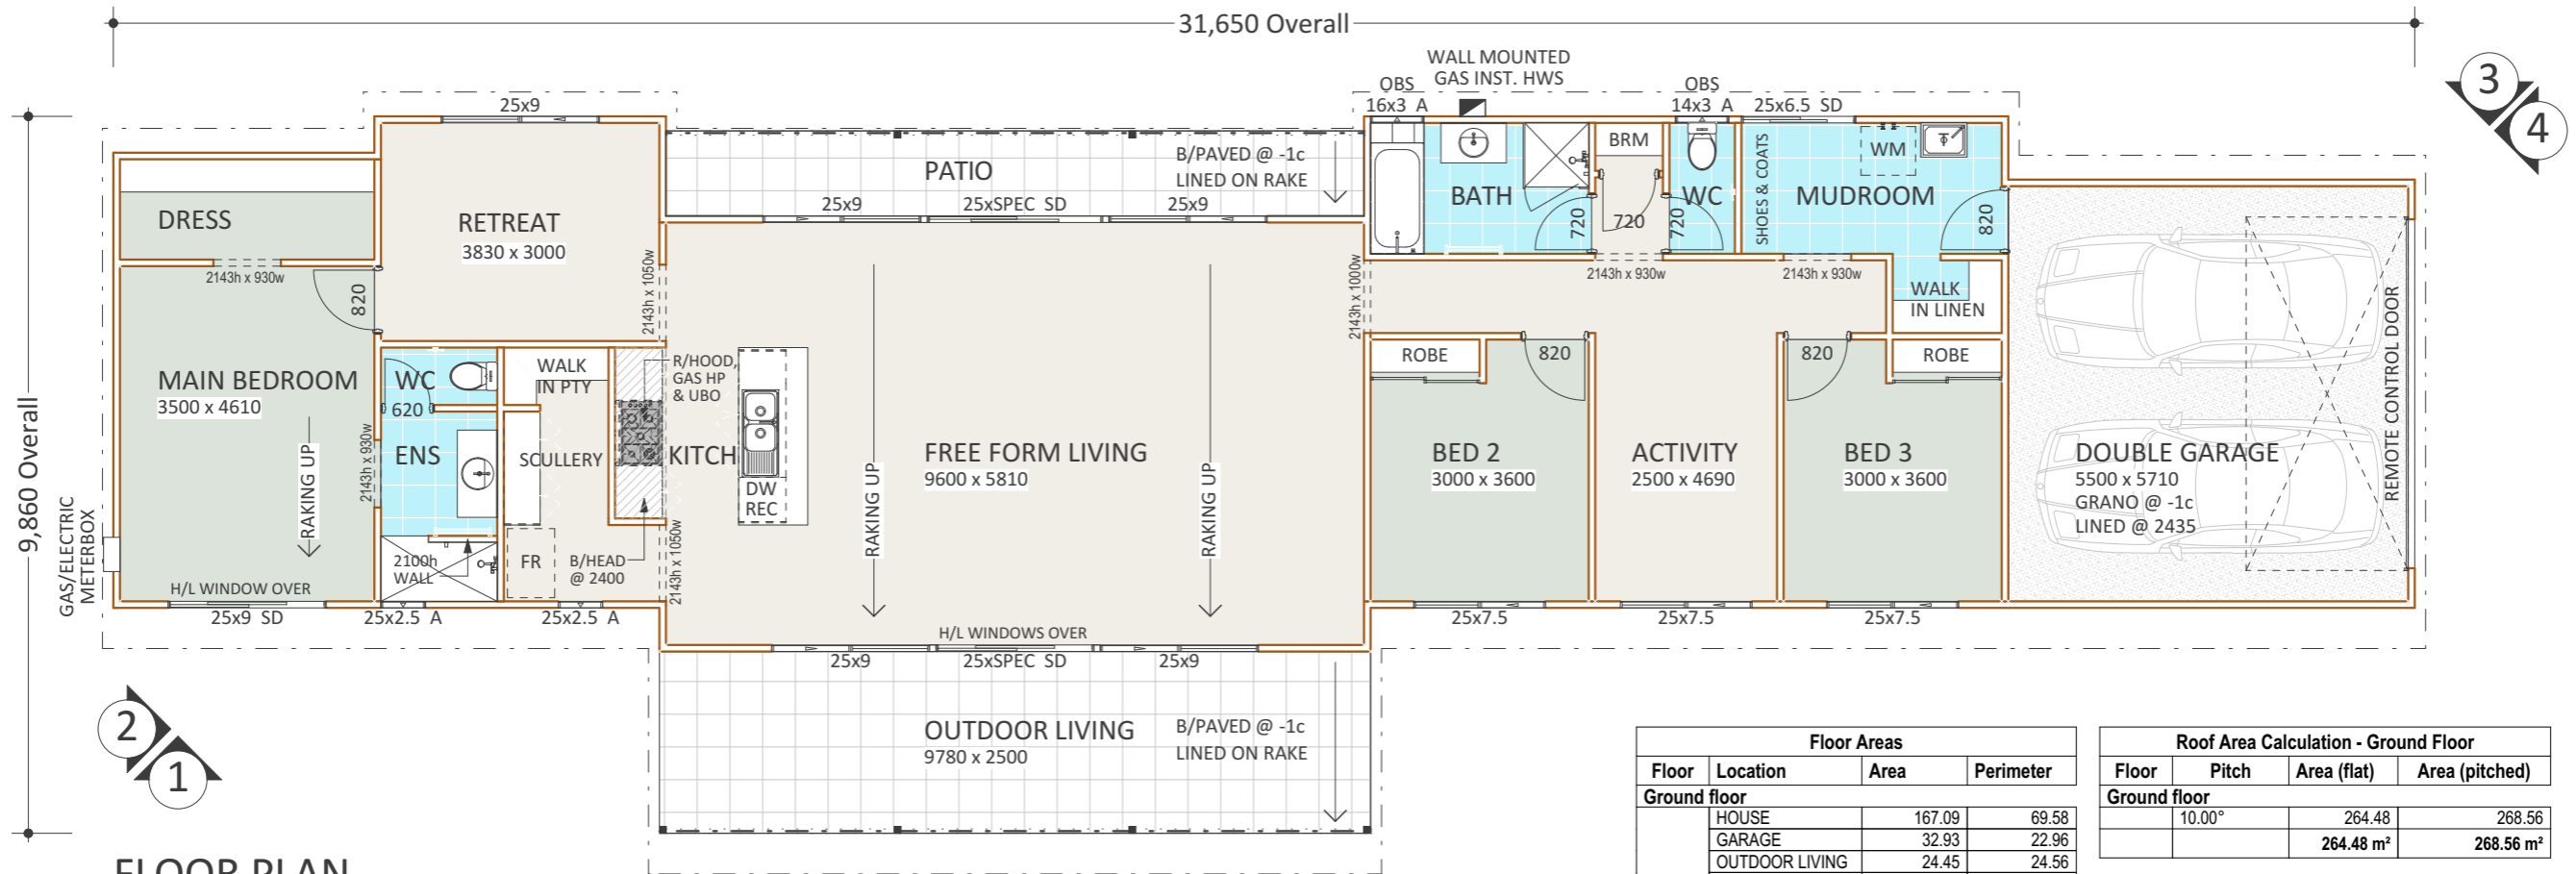 31,650 Overall
WALL MOUNTED
GAS INST. HWS
OBS
16x3 A
OBS
14x3 A
25x6.5 SD
3
4
25x9
PATIO
B/PAVED @ -1c
LINED ON RAKE
25x9
25xSPEC SD
25x9
BRM
WM
BATH
WC
SHOES & COATS
MUDROOM
720
720
720
820
DRESS
RETREAT
3830 x 3000
2143h x 930w
820
2143h x 1050w
2143h x 1000w
2143h x 930w
2143h x 930w
WALK
IN LINEN
9,860 Overall
MAIN BEDROOM
3500 x 4610
RAKING UP
WC
620
2143h x 930w
ENS
WALK
IN PTY
SCULLERY
R/HOOD,
GAS HP
& UBO
KITCH
DW
REC
RAKING UP
FREE FORM LIVING
9600 x 5810
RAKING UP
ROBE
820
820
ROBE
BED 2
3000 x 3600
ACTIVITY
2500 x 4690
BED 3
3000 x 3600
DOUBLE GARAGE
5500 x 5710
GRANO @ -1c
LINED @ 2435
REMOTE CONTROL DOOR
GAS/ELECTRIC
METERBOX
H/L WINDOW OVER
2100h
WALL
FR
B/HEAD
@ 2400
2143h x 1050w
25x9 SD
25x2.5 A
25x2.5 A
H/L WINDOWS OVER
25x9
25xSPEC SD
25x9
25x7.5
25x7.5
25x7.5
2
1
OUTDOOR LIVING
9780 x 2500
B/PAVED @ -1c
LINED ON RAKE
FLOOR PLAN
Floor Areas
Floor Location Area Perimeter
Ground floor
HOUSE 167.09 69.58
GARAGE 32.93 22.96
OUTDOOR LIVING 24.45 24.56
Roof Area Calculation - Ground Floor
Floor Pitch Area (flat) Area (pitched)
Ground floor
10.00° 264.48 268.56
264.48 m² 268.56 m²